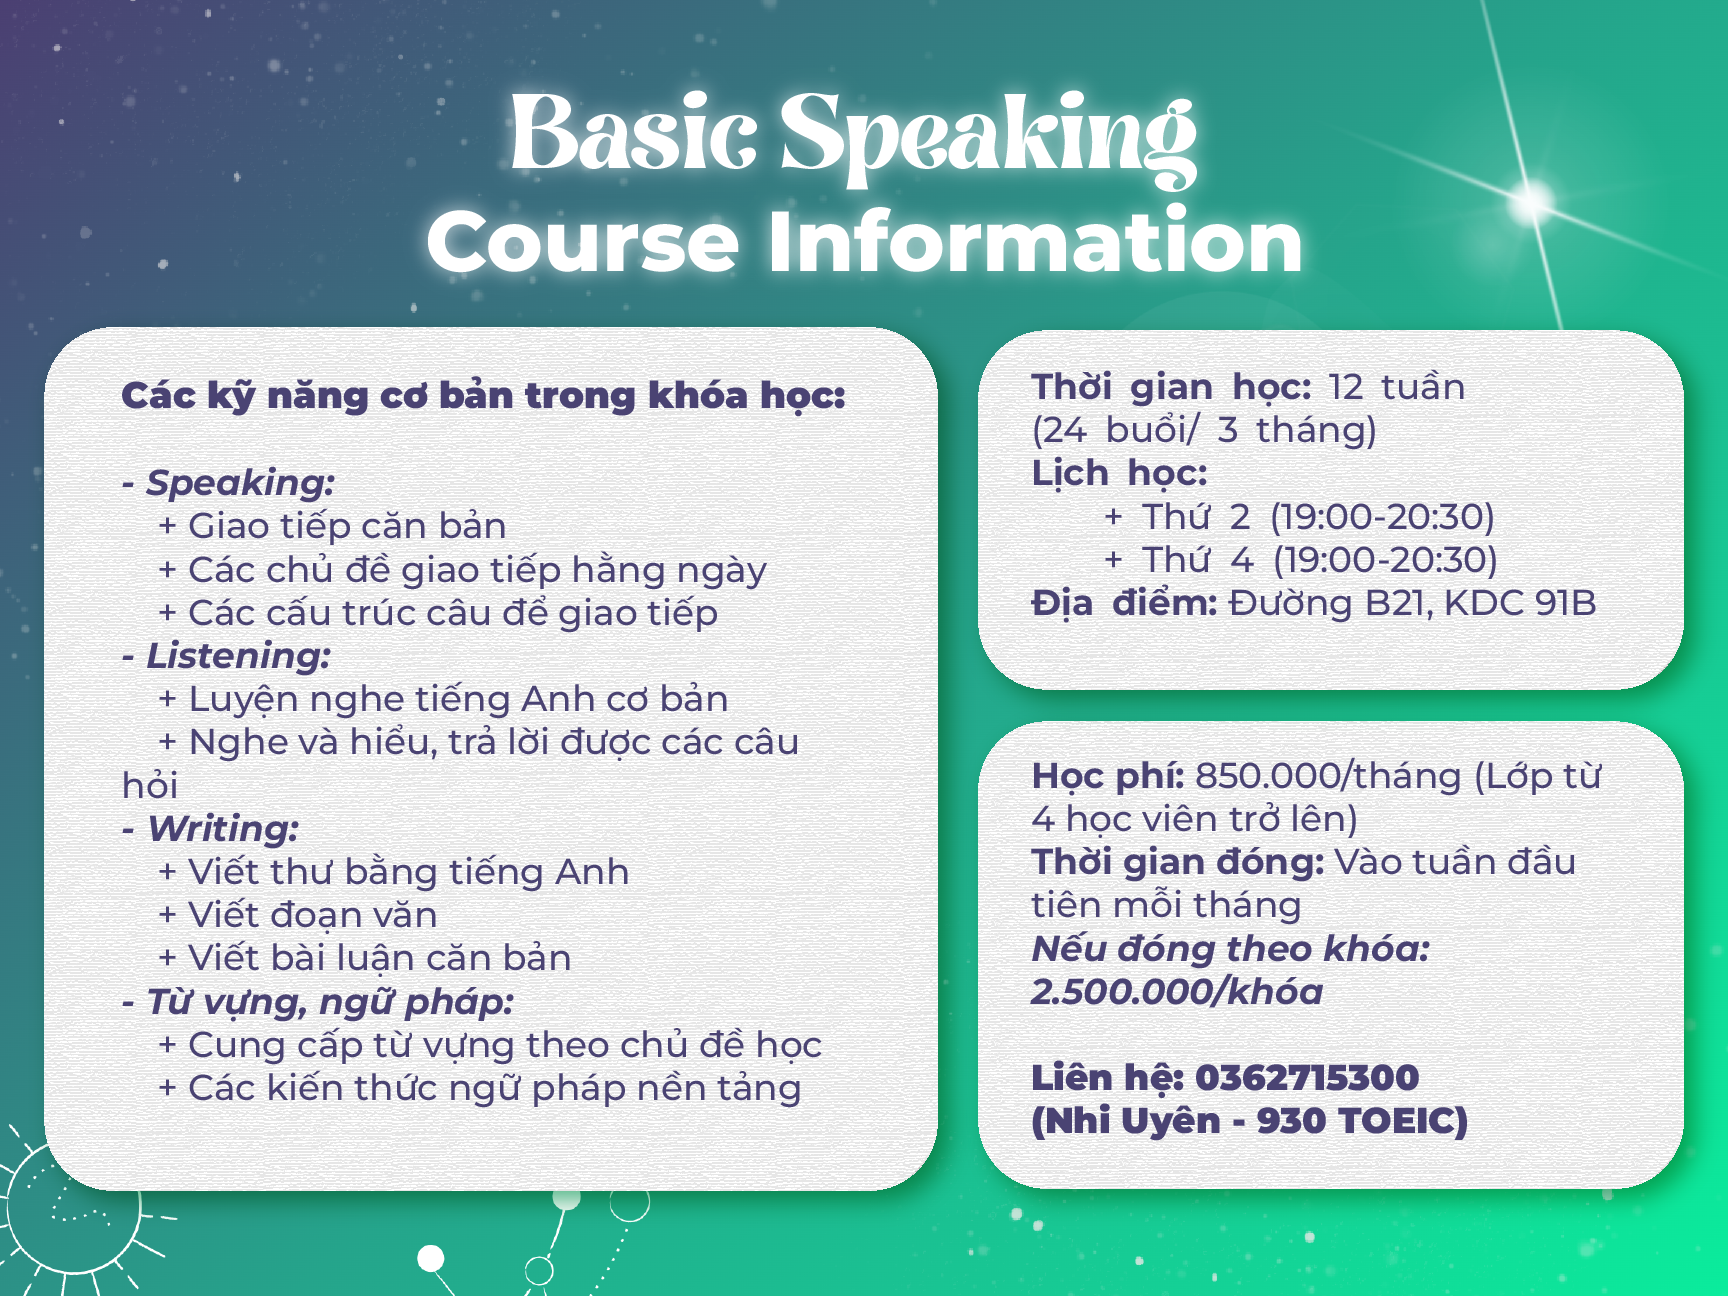 Basic Speaking
Course Information
Các kỹ năng cơ bản trong khóa học:
- Speaking:
+ Giao tiếp căn bản
+ Các chủ đề giao tiếp hằng ngày
+ Các cấu trúc câu để giao tiếp
- Listening:
+ Luyện nghe tiếng Anh cơ bản
+ Nghe và hiểu, trả lời được các câu
hỏi
- Writing:
+ Viết thư bằng tiếng Anh
+ Viết đoạn văn
+ Viết bài luận căn bản
- Từ vựng, ngữ pháp:
+ Cung cấp từ vựng theo chủ đề học
+ Các kiến thức ngữ pháp nền tảng
Thời gian học: 12 tuần
(24 buổi/ 3 tháng)
Lịch học:
+ Thứ 2 (19:00-20:30)
+ Thứ 4 (19:00-20:30)
Địa điểm: Đường B21, KDC 91B
Học phí: 850.000/tháng (Lớp từ
4 học viên trở lên)
Thời gian đóng: Vào tuần đầu
tiên mỗi tháng
Nếu đóng theo khóa:
2.500.000/khóa
Liên hệ: 0362715300
(Nhi Uyên - 930 TOEIC)